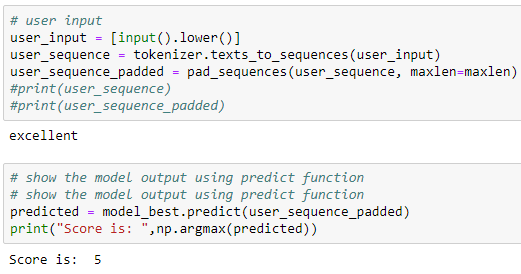 # user input
user_input = [input().lower()]
user_sequence = tokenizer.texts_to_sequences(user_input)
user_sequence_padded = pad_sequences(user_sequence, maxlen=maxlen)
#print(user_sequence)
#print(user_sequence_padded)
excellent
# show the model output using predict function
# show the model output using predict function
predicted = model_best.predict(user_sequence_padded)
print("Score is: ",np.argmax(predicted))
Score is:  5